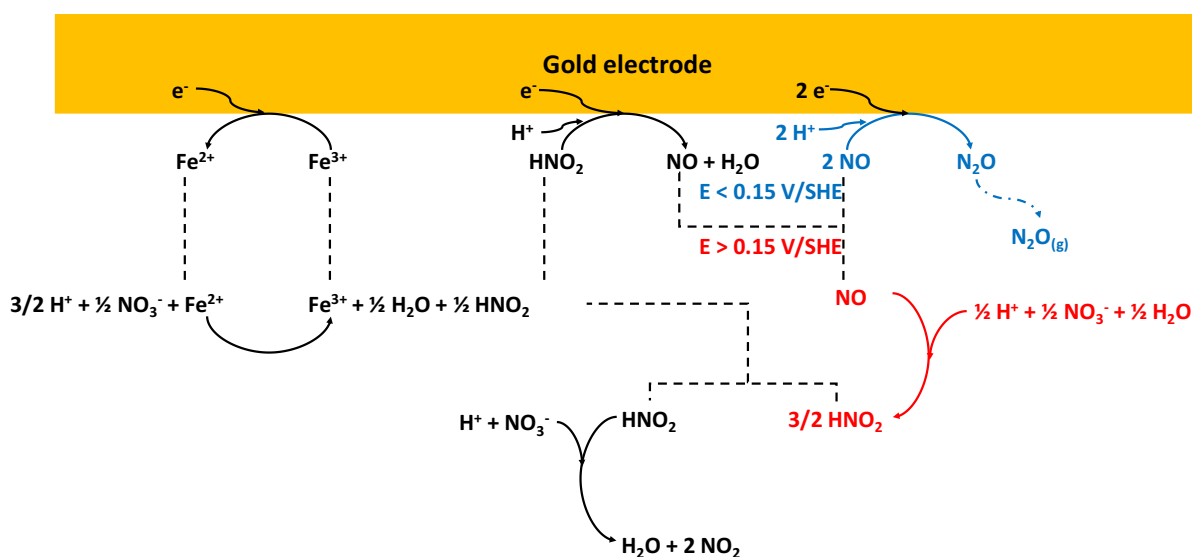 Gold electrode
e⁻ e⁻ 2 e⁻
H⁺ 2 H⁺
Fe²⁺ Fe³⁺ HNO₂ NO + H₂O 2 NO N₂O
E < 0.15 V/SHE
E > 0.15 V/SHE N₂O₍g₎
3/2 H⁺ + ½ NO₃⁻ + Fe²⁺ Fe³⁺ + ½ H₂O + ½ HNO₂ NO ½ H⁺ + ½ NO₃⁻ + ½ H₂O
H⁺ + NO₃⁻ HNO₂ 3/2 HNO₂
H₂O + 2 NO₂